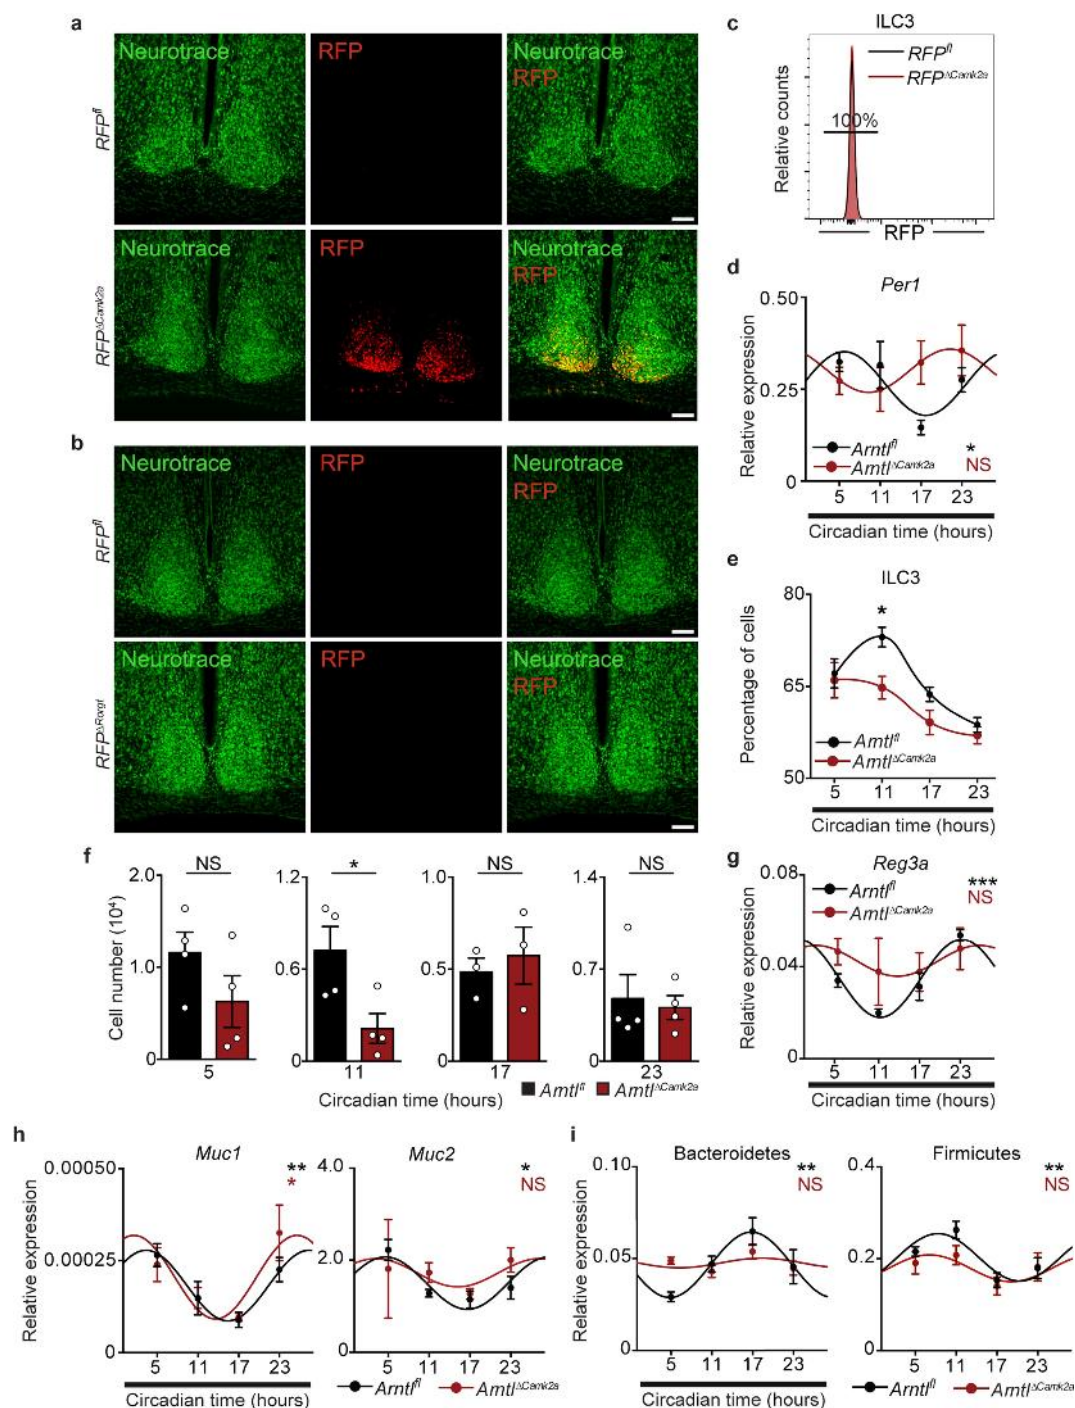 a
Neurotrace
RFP
Neurotrace
RFP
RFPfl
Neurotrace
RFP
Neurotrace
RFP
RFPΔCamk2a
b
Neurotrace
RFP
Neurotrace
RFP
RFPfl
Neurotrace
RFP
Neurotrace
RFP
RFPΔRorgt
c
ILC3
RFPfl
RFPΔCamk2a
100%
Relative counts
RFP
d
Per1
0.50
0.25
0
Relative expression
Arntlfl
ArntlΔCamk2a
*
NS
5 11 17 23
Circadian time (hours)
e
ILC3
80
65
50
Percentage of cells
*
Arntlfl
ArntlΔCamk2a
5 11 17 23
Circadian time (hours)
f
Cell number (10⁴)
2.0
1.0
0
NS
5
1.2
0.6
0
*
11
1.0
0.5
0
NS
17
1.4
0.7
0
NS
23
Circadian time (hours)
Arntlfl ArntlΔCamk2a
g
Reg3a
0.08
0.04
0
Relative expression
Arntlfl
ArntlΔCamk2a
***
NS
5 11 17 23
Circadian time (hours)
h
Muc1
0.00050
0.00025
0
Relative expression
**
*
5 11 17 23
Circadian time (hours)
Muc2
4.0
2.0
0
*
NS
5 11 17 23
Arntlfl ArntlΔCamk2a
i
Bacteroidetes
0.10
0.05
0
Relative expression
**
NS
5 11 17 23
Circadian time (hours)
Firmicutes
0.4
0.2
0
**
NS
5 11 17 23
Arntlfl ArntlΔCamk2a